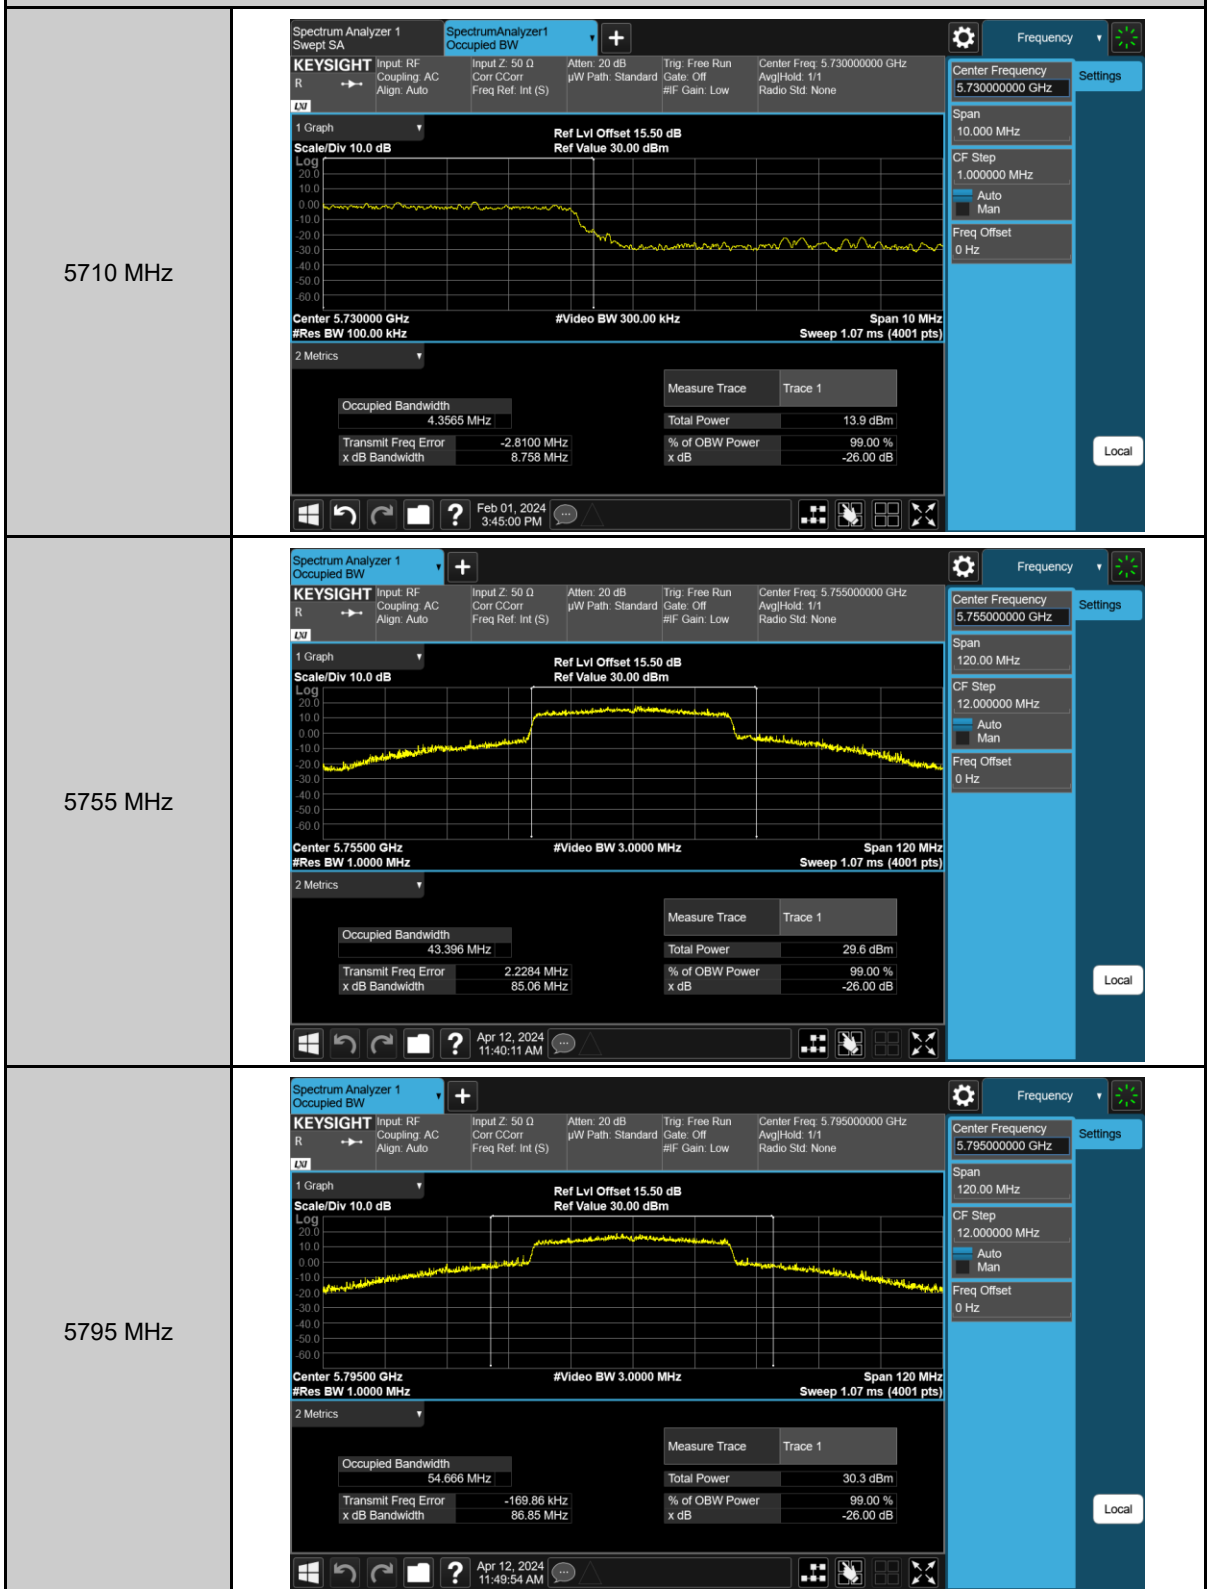 5710 MHz
Spectrum Analyzer 1
Swept SA
SpectrumAnalyzer1
Occupied BW
Frequency
KEYSIGHT
R
LXI
Input: RF
Coupling: AC
Align: Auto
Input Z: 50 Ω
Corr CCorr
Freq Ref: Int (S)
Atten: 20 dB
µW Path: Standard
Trig: Free Run
Gate: Off
#IF Gain: Low
Center Freq: 5.730000000 GHz
Avg|Hold: 1/1
Radio Std: None
Center Frequency
5.730000000 GHz
Settings
Span
10.000 MHz
CF Step
1.000000 MHz
Auto
Man
Freq Offset
0 Hz
Local
1 Graph
Scale/Div 10.0 dB
Ref Lvl Offset 15.50 dB
Ref Value 30.00 dBm
Log
20.0
10.0
0.00
-10.0
-20.0
-30.0
-40.0
-50.0
-60.0
Center 5.730000 GHz
#Res BW 100.00 kHz
#Video BW 300.00 kHz
Span 10 MHz
Sweep 1.07 ms (4001 pts)
2 Metrics
Measure Trace Trace 1
Occupied Bandwidth
4.3565 MHz
Total Power 13.9 dBm
Transmit Freq Error -2.8100 MHz
% of OBW Power 99.00 %
x dB Bandwidth 8.758 MHz
x dB -26.00 dB
Feb 01, 2024
3:45:00 PM
5755 MHz
Spectrum Analyzer 1
Occupied BW
Frequency
KEYSIGHT
R
LXI
Input: RF
Coupling: AC
Align: Auto
Input Z: 50 Ω
Corr CCorr
Freq Ref: Int (S)
Atten: 20 dB
µW Path: Standard
Trig: Free Run
Gate: Off
#IF Gain: Low
Center Freq: 5.755000000 GHz
Avg|Hold: 1/1
Radio Std: None
Center Frequency
5.755000000 GHz
Settings
Span
120.00 MHz
CF Step
12.000000 MHz
Auto
Man
Freq Offset
0 Hz
Local
1 Graph
Scale/Div 10.0 dB
Ref Lvl Offset 15.50 dB
Ref Value 30.00 dBm
Log
20.0
10.0
0.00
-10.0
-20.0
-30.0
-40.0
-50.0
-60.0
Center 5.75500 GHz
#Res BW 1.0000 MHz
#Video BW 3.0000 MHz
Span 120 MHz
Sweep 1.07 ms (4001 pts)
2 Metrics
Measure Trace Trace 1
Occupied Bandwidth
43.396 MHz
Total Power 29.6 dBm
Transmit Freq Error 2.2284 MHz
% of OBW Power 99.00 %
x dB Bandwidth 85.06 MHz
x dB -26.00 dB
Apr 12, 2024
11:40:11 AM
5795 MHz
Spectrum Analyzer 1
Occupied BW
Frequency
KEYSIGHT
R
LXI
Input: RF
Coupling: AC
Align: Auto
Input Z: 50 Ω
Corr CCorr
Freq Ref: Int (S)
Atten: 20 dB
µW Path: Standard
Trig: Free Run
Gate: Off
#IF Gain: Low
Center Freq: 5.795000000 GHz
Avg|Hold: 1/1
Radio Std: None
Center Frequency
5.795000000 GHz
Settings
Span
120.00 MHz
CF Step
12.000000 MHz
Auto
Man
Freq Offset
0 Hz
Local
1 Graph
Scale/Div 10.0 dB
Ref Lvl Offset 15.50 dB
Ref Value 30.00 dBm
Log
20.0
10.0
0.00
-10.0
-20.0
-30.0
-40.0
-50.0
-60.0
Center 5.79500 GHz
#Res BW 1.0000 MHz
#Video BW 3.0000 MHz
Span 120 MHz
Sweep 1.07 ms (4001 pts)
2 Metrics
Measure Trace Trace 1
Occupied Bandwidth
54.666 MHz
Total Power 30.3 dBm
Transmit Freq Error -169.86 kHz
% of OBW Power 99.00 %
x dB Bandwidth 86.85 MHz
x dB -26.00 dB
Apr 12, 2024
11:49:54 AM